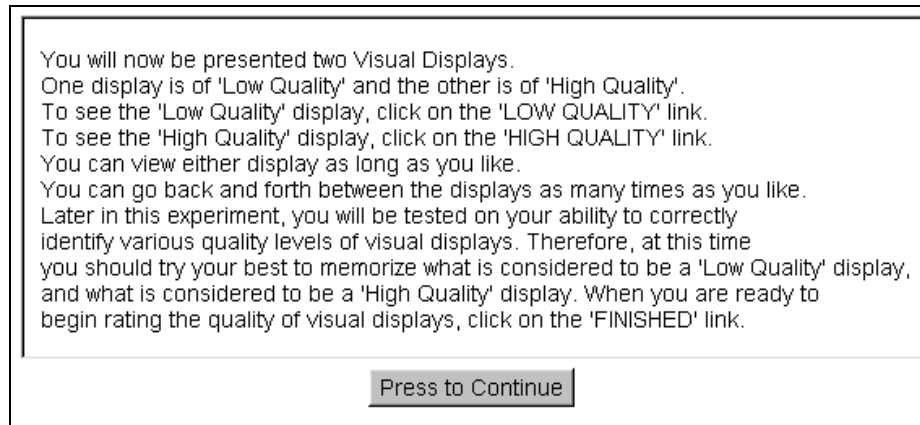 You will now be presented two Visual Displays.
One display is of 'Low Quality' and the other is of 'High Quality'.
To see the 'Low Quality' display, click on the 'LOW QUALITY' link.
To see the 'High Quality' display, click on the 'HIGH QUALITY' link.
You can view either display as long as you like.
You can go back and forth between the displays as many times as you like.
Later in this experiment, you will be tested on your ability to correctly
identify various quality levels of visual displays. Therefore, at this time
you should try your best to memorize what is considered to be a 'Low Quality' display,
and what is considered to be a 'High Quality' display. When you are ready to
begin rating the quality of visual displays, click on the 'FINISHED' link.
Press to Continue